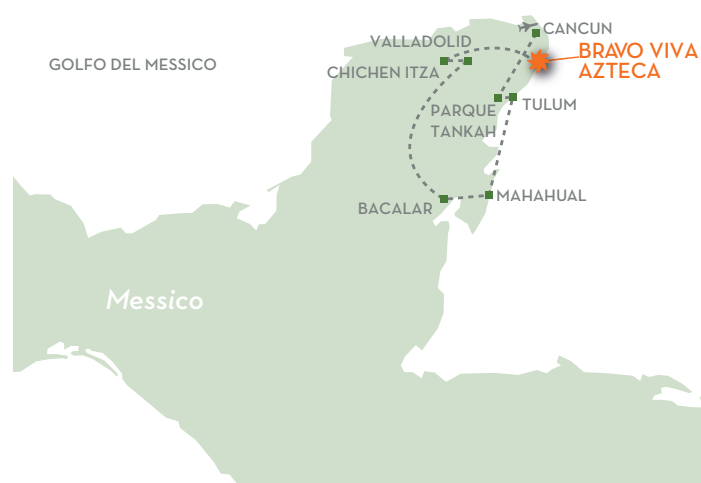 CANCUN
VALLADOLID
BRAVO VIVA
AZTECA
GOLFO DEL MESSICO
CHICHEN ITZA
PARQUE
TANKAH
TULUM
BACALAR
MAHAHUAL
Messico